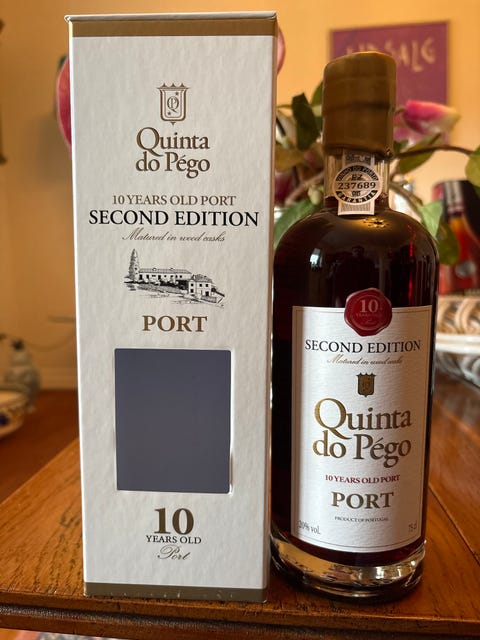 Quinta
do Pégo
10 YEARS OLD PORT
SECOND EDITION
Matured in wood casks
PORT
10
YEARS OLD
Port
EZ
237689
GARANTIA
10
YEARS OLD
SECOND EDITION
Matured in wood casks
Quinta
do Pégo
10 YEARS OLD PORT
PORT
PRODUCT OF PORTUGAL
20% vol.
75 cl